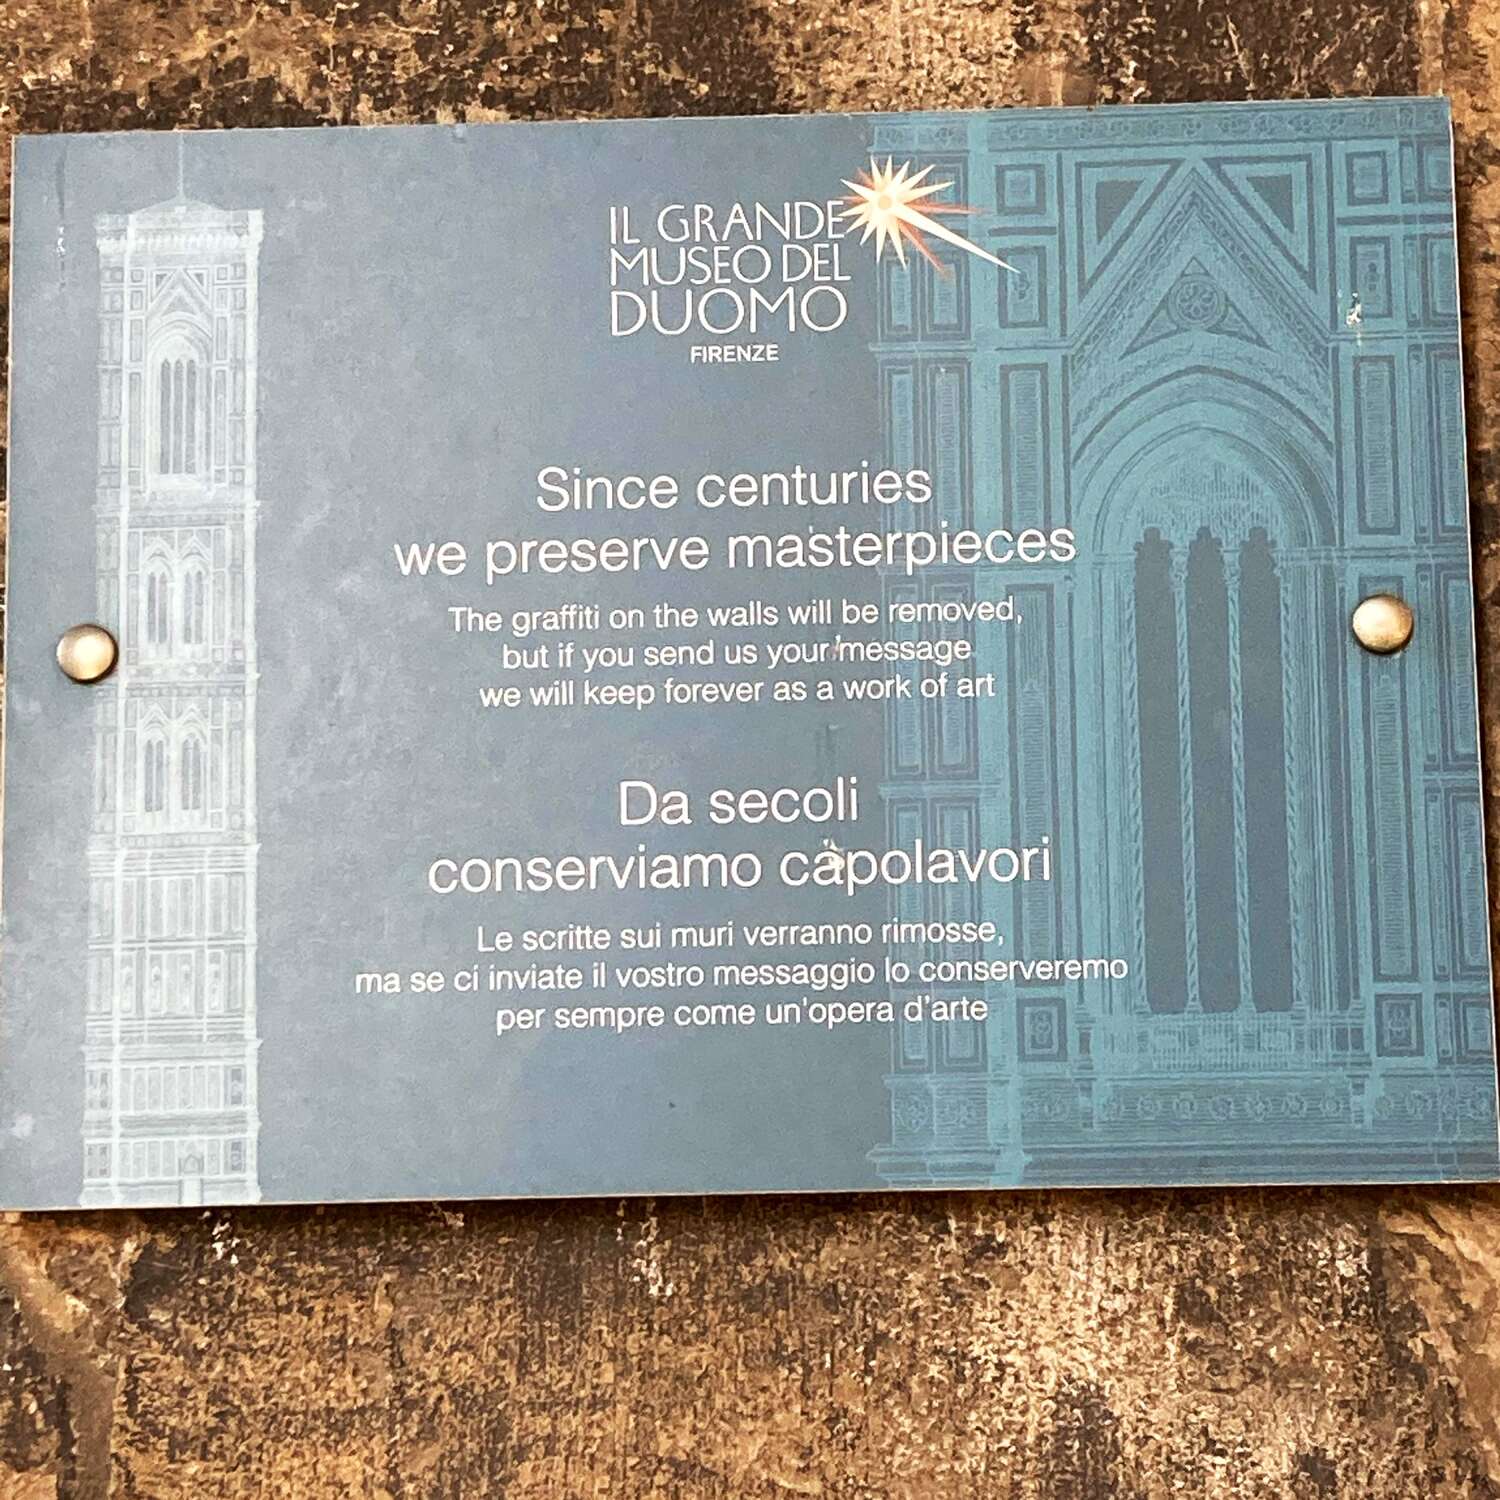 IL GRANDE
MUSEO DEL
DUOMO
FIRENZE
Since centuries
we preserve masterpieces
The graffiti on the walls will be removed,
but if you send us your message
we will keep forever as a work of art
Da secoli
conserviamo capolavori
Le scritte sui muri verranno rimosse,
ma se ci inviate il vostro messaggio lo conserveremo
per sempre come un'opera d’arte